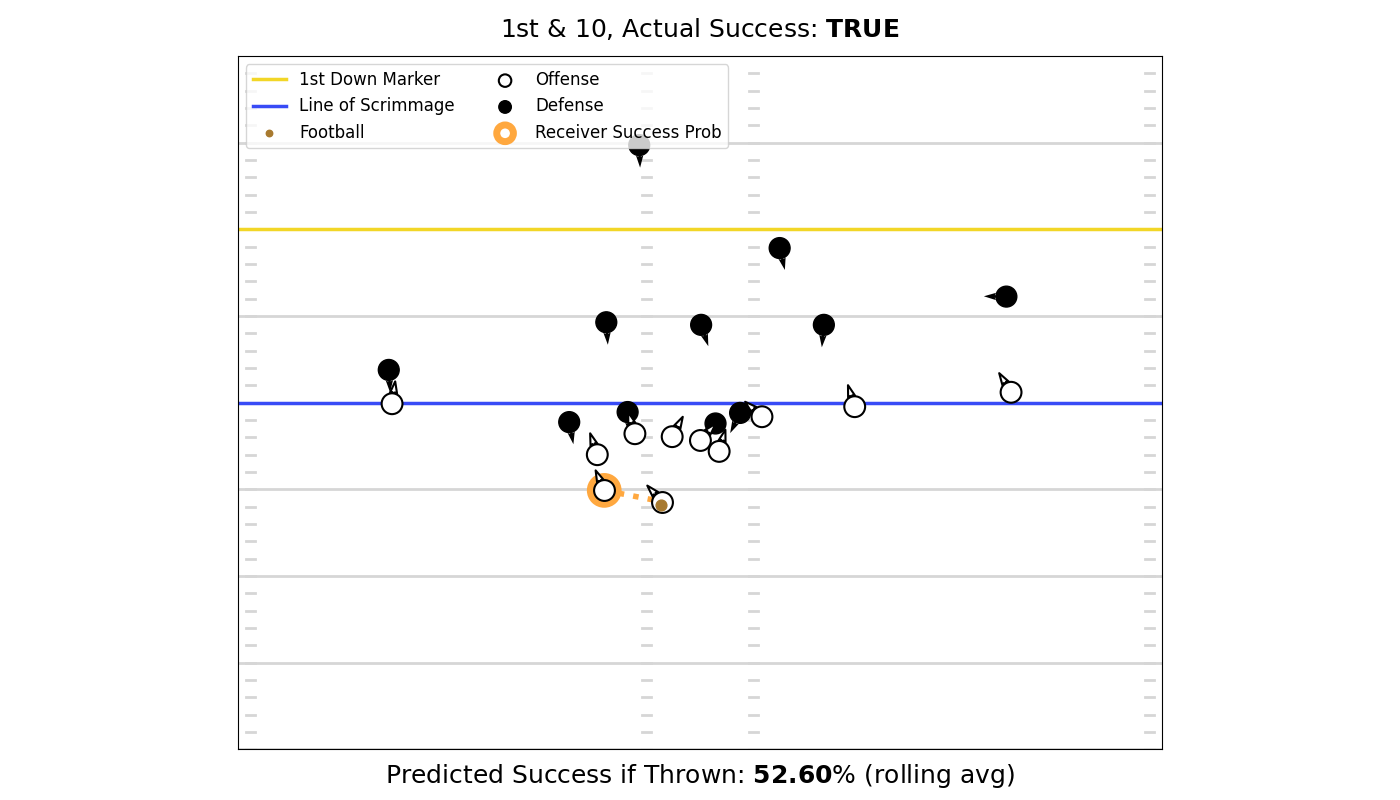 1st & 10, Actual Success: TRUE
1st Down Marker
Line of Scrimmage
Football
Offense
Defense
Receiver Success Prob
Predicted Success if Thrown: 52.60% (rolling avg)